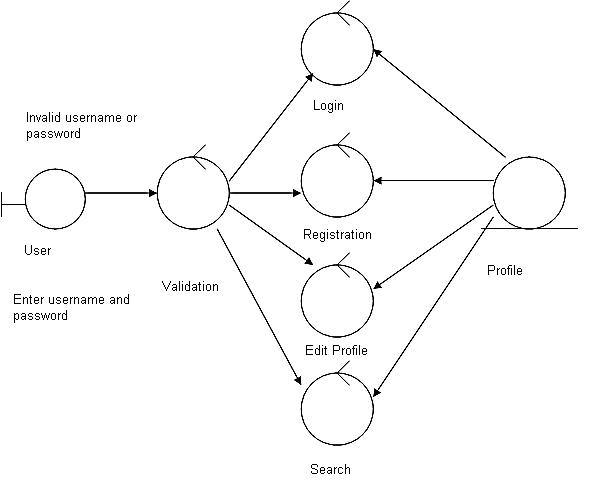 Login
Invalid username or
password
Registration
User
Profile
Validation
Enter username and
password
Edit Profile
Search